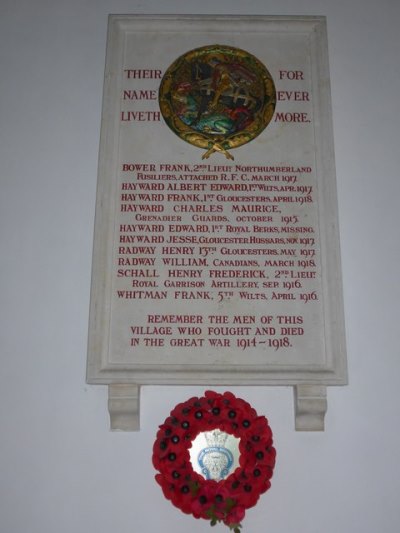 THEIR FOR
NAME EVER
LIVETH MORE.
BOWER FRANK, 2ND LIEUT. NORTHUMBERLAND
FUSILIERS, ATTACHED R.F.C. MARCH 1917.
HAYWARD ALBERT EDWARD, 1ST WILTS, APR. 1917.
HAYWARD FRANK, 1ST GLOUCESTERS, APRIL, 1918.
HAYWARD CHARLES MAURICE,
GRENADIER GUARDS, OCTOBER 1915.
HAYWARD EDWARD, 1ST ROYAL BERKS, MISSING.
HAYWARD JESSE, GLOUCESTER HUSSARS, NOV. 1917.
RADWAY HENRY 13TH GLOUCESTERS, MAY, 1917.
RADWAY WILLIAM, CANADIANS, MARCH 1918.
SCHALL HENRY FREDERICK, 2ND LIEUT.
ROYAL GARRISON ARTILLERY, SEP. 1916.
WHITMAN FRANK, 5TH WILTS, APRIL 1916.
REMEMBER THE MEN OF THIS
VILLAGE WHO FOUGHT AND DIED
IN THE GREAT WAR 1914~1918.